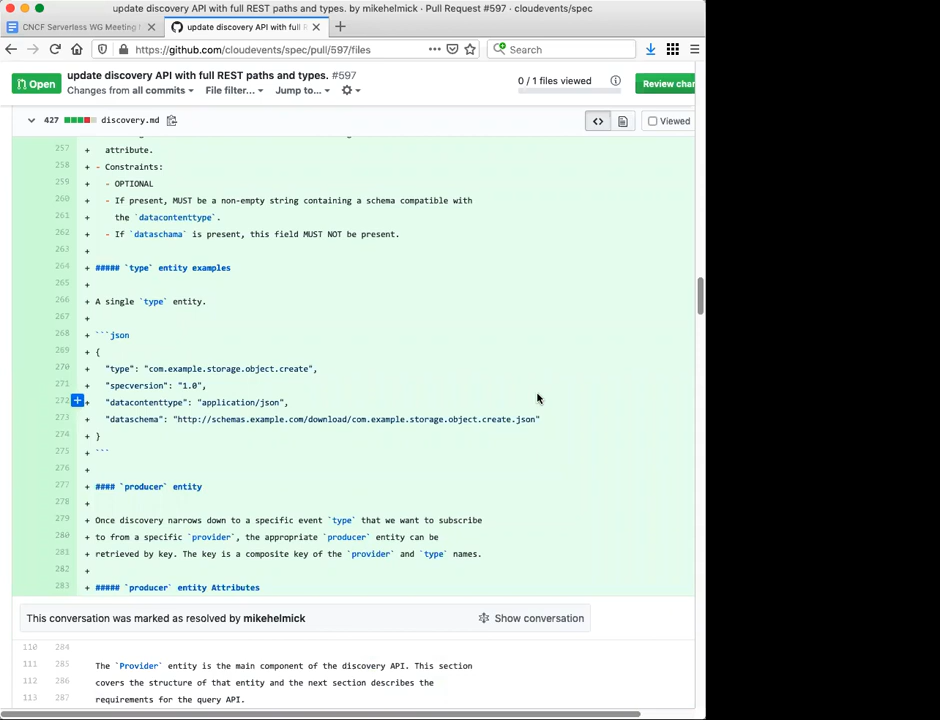 update discovery API with full REST paths and types. by mikehelmick · Pull Request #597 · cloudevents/spec
CNCF Serverless WG Meeting
update discovery API with full R
https://github.com/cloudevents/spec/pull/597/files
Search
Open
update discovery API with full REST paths and types. #597
Changes from all commits
File filter...
Jump to...
0 / 1 files viewed
Review chan
427 discovery.md
Viewed
257 + attribute.
258 + - Constraints:
259 + - OPTIONAL
260 + - If present, MUST be a non-empty string containing a schema compatible with
261 + the `datacontenttype`.
262 + - If `dataschama` is present, this field MUST NOT be present.
263 +
264 + ##### `type` entity examples
265 +
266 + A single `type` entity.
267 +
268 + ```json
269 + {
270 + "type": "com.example.storage.object.create",
271 + "specversion": "1.0",
272 + "datacontenttype": "application/json",
273 + "dataschema": "http://schemas.example.com/download/com.example.storage.object.create.json"
274 + }
275 + ```
276 +
277 + #### `producer` entity
278 +
279 + Once discovery narrows down to a specific event `type` that we want to subscribe
280 + to from a specific `provider`, the appropriate `producer` entity can be
281 + retrieved by key. The key is a composite key of the `provider` and `type` names.
282 +
283 + ##### `producer` entity Attributes
This conversation was marked as resolved by mikehelmick
Show conversation
110 284
111 285 The `Provider` entity is the main component of the discovery API. This section
112 286 covers the structure of that entity and the next section describes the
113 287 requirements for the query API.